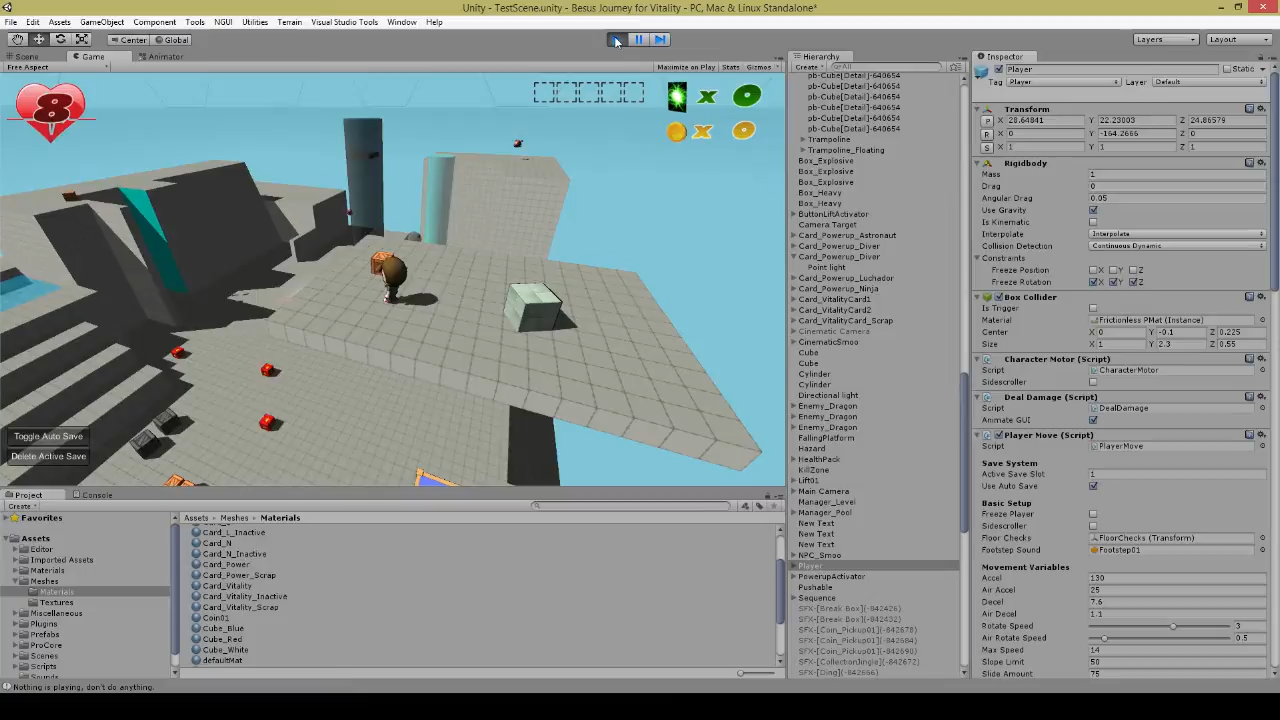 Unity - TestScene.unity - Besus Journey for Vitality - PC, Mac & Linux Standalone*
File Edit Assets GameObject Component Tools NGUI Utilities Terrain Visual Studio Tools Window Help
Center Global Layers Layout
Scene Game Animator
Free Aspect Maximize on Play Stats Gizmos
8
x 0
x 0
Toggle Auto Save
Delete Active Save
Project Console
Create
Favorites
Assets
Editor
Imported Assets
Materials
Meshes
Materials
Textures
Miscellaneous
Plugins
Prefabs
ProCore
Scenes
Scripts
Sounds
Assets Meshes Materials
Card_L_Inactive
Card_N
Card_N_Inactive
Card_Power
Card_Power_Scrap
Card_Vitality
Card_Vitality_Inactive
Card_Vitality_Scrap
Coin01
Cube_Blue
Cube_Red
Cube_White
defaultMat
Nothing is playing, don't do anything.
Hierarchy
Create All
pb-Cube[Detail]-640654
pb-Cube[Detail]-640654
pb-Cube[Detail]-640654
pb-Cube[Detail]-640654
pb-Cube[Detail]-640654
pb-Cube[Detail]-640654
Trampoline
Trampoline_Floating
Box_Explosive
Box_Explosive
Box_Explosive
Box_Heavy
Box_Heavy
ButtonLiftActivator
Camera Target
Card_Powerup_Astronaut
Card_Powerup_Diver
Card_Powerup_Diver
Point light
Card_Powerup_Luchador
Card_Powerup_Ninja
Card_VitalityCard1
Card_VitalityCard2
Card_VitalityCard_Scrap
Cinematic Camera
CinematicSmoo
Cube
Cube
Cylinder
Cylinder
Directional light
Enemy_Dragon
Enemy_Dragon
Enemy_Dragon
FallingPlatform
Hazard
HealthPack
KillZone
Lift01
Main Camera
Manager_Level
Manager_Pool
New Text
New Text
New Text
NPC_Smoo
Player
PowerupActivator
Pushable
Sequence
SFX-[Break Box](-842426)
SFX-[Break Box](-842432)
SFX-[Coin_Pickup01](-842678)
SFX-[Coin_Pickup01](-842684)
SFX-[Coin_Pickup01](-842690)
SFX-[CollectionJingle](-842672)
SFX-[Ding](-842666)
Inspector
Player Static
Tag Player Layer Default
Transform
P X 28.64841 Y 22.23003 Z 24.86579
R X 0 Y -164.2666 Z 0
S X 1 Y 1 Z 1
Rigidbody
Mass 1
Drag 0
Angular Drag 0.05
Use Gravity
Is Kinematic
Interpolate Interpolate
Collision Detection Continuous Dynamic
Constraints
Freeze Position X Y Z
Freeze Rotation X Y Z
Box Collider
Is Trigger
Material Frictionless PMat (Instance)
Center X 0 Y -0.1 Z 0.225
Size X 1 Y 2.3 Z 0.55
Character Motor (Script)
Script CharacterMotor
Sidescroller
Deal Damage (Script)
Script DealDamage
Animate GUI
Player Move (Script)
Script PlayerMove
Save System
Active Save Slot 1
Use Auto Save
Basic Setup
Freeze Player
Sidescroller
Floor Checks FloorChecks (Transform)
Footstep Sound Footstep01
Movement Variables
Accel 130
Air Accel 25
Decel 7.6
Air Decel 1.1
Rotate Speed 3
Air Rotate Speed 0.5
Max Speed 14
Slope Limit 50
Slide Amount 75